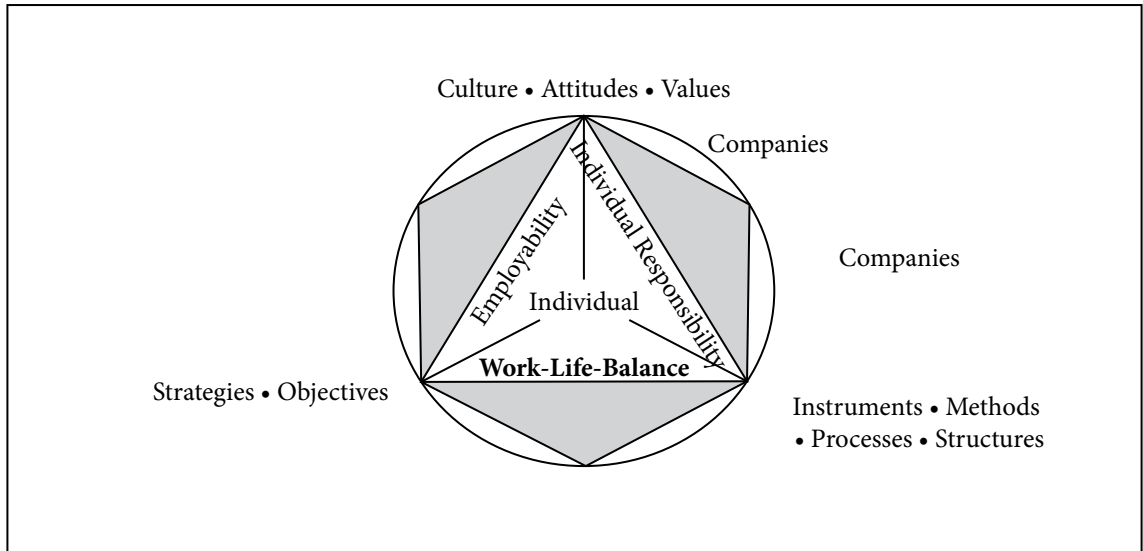 Culture • Attitudes • Values
Companies
Individual Responsibility
Employability
Companies
Individual
Work-Life-Balance
Strategies • Objectives
Instruments • Methods
• Processes • Structures